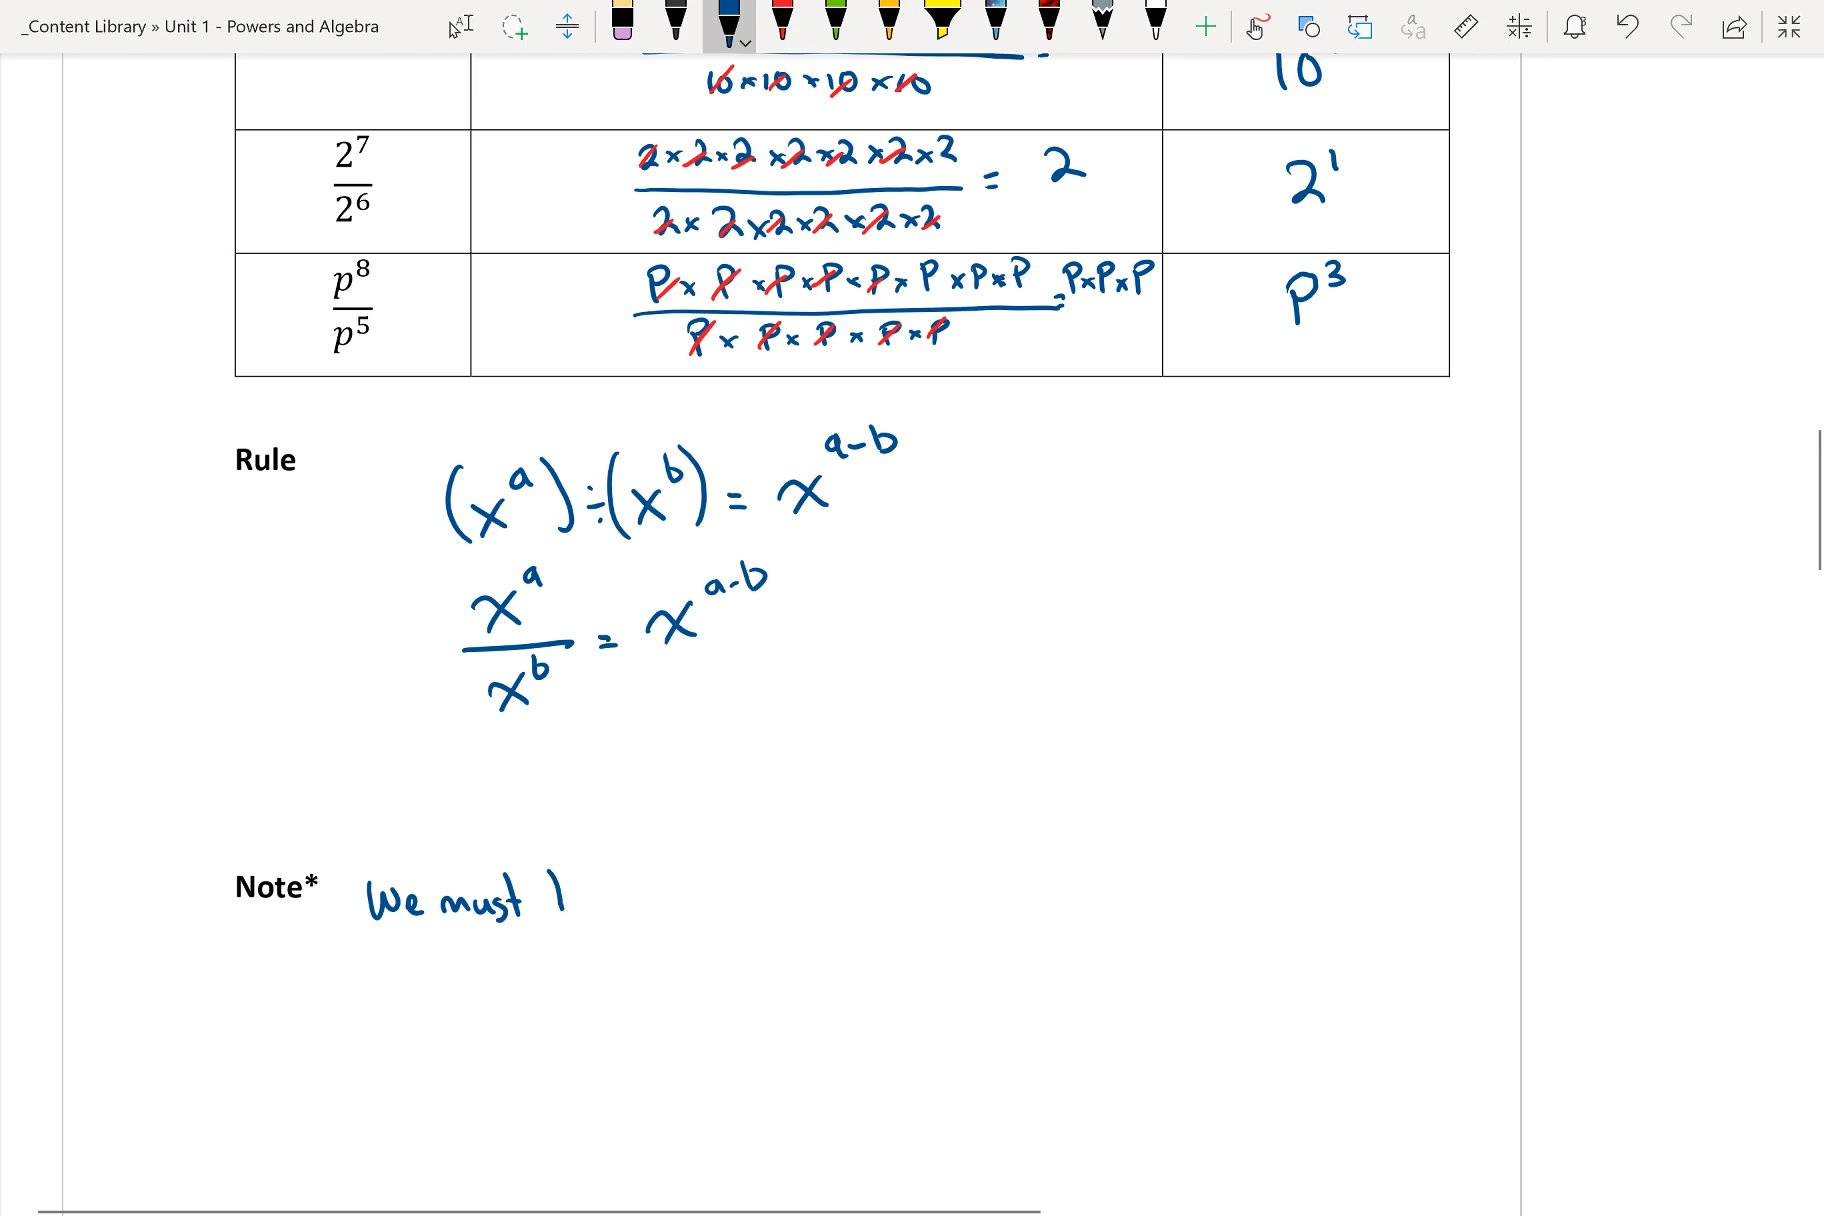 _Content Library » Unit 1 - Powers and Algebra
10 × 10 × 10 × 10
10
2⁷
2⁶
2 × 2 × 2 × 2 × 2 × 2 × 2
2 × 2 × 2 × 2 × 2 × 2
= 2
2¹
p⁸
p⁵
P × P × P × P × P × P × P × P
P × P × P × P × P
= P × P × P
P³
Rule
(xᵃ) ÷ (xᵇ) = x^(a-b)
xᵃ
xᵇ
= x^(a-b)
Note* We must